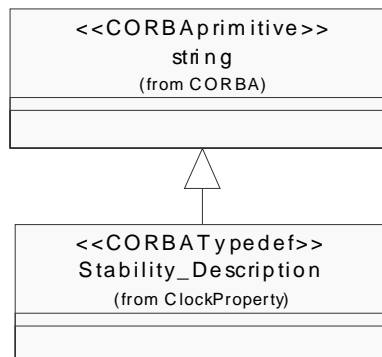 <<CORBAprimitive>>
string
(from CORBA)
<<CORBATypedef>>
Stability_Description
(from ClockProperty)